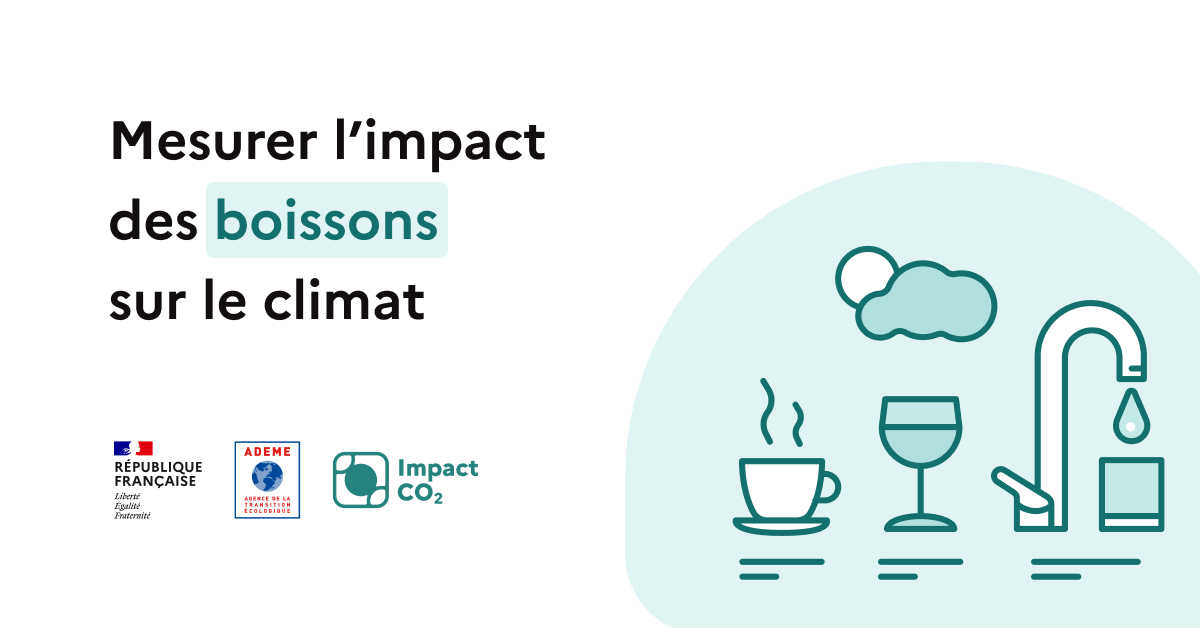 Mesurer l’impact
des boissons
sur le climat
RÉPUBLIQUE
FRANÇAISE
Liberté
Egalité
Fraternité
ADEME
AGENCE DE LA
TRANSITION
ÉCOLOGIQUE
Impact
CO₂